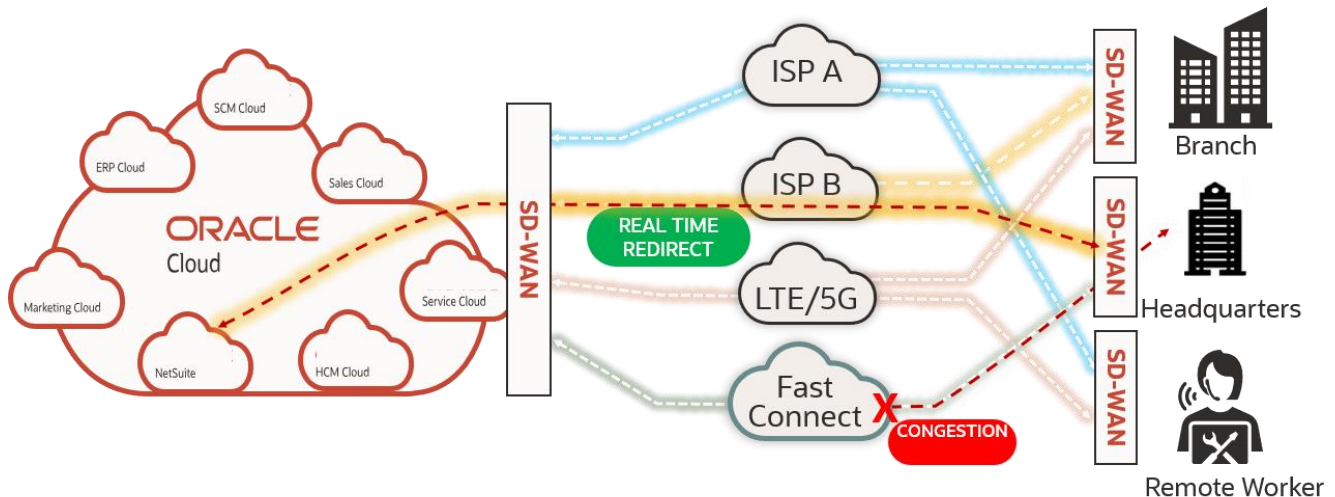 SCM Cloud
ERP Cloud
Sales Cloud
ORACLE
Cloud
Marketing Cloud
Service Cloud
NetSuite
HCM Cloud
SD-WAN
ISP A
ISP B
REAL TIME
REDIRECT
LTE/5G
Fast
Connect
X
CONGESTION
SD-WAN
Branch
SD-WAN
Headquarters
SD-WAN
Remote Worker